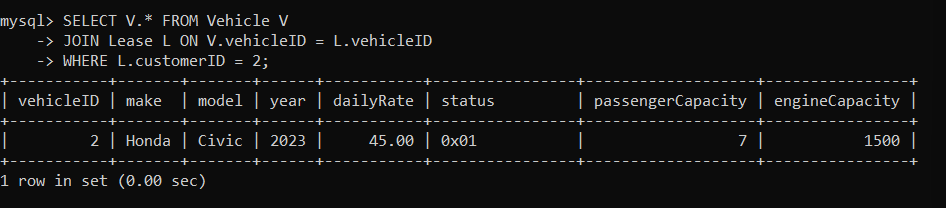 mysql> SELECT V.* FROM Vehicle V
    -> JOIN Lease L ON V.vehicleID = L.vehicleID
    -> WHERE L.customerID = 2;
+-----------+-------+-------+------+-----------+---------------+-------------------+----------------+
| vehicleID | make  | model | year | dailyRate | status        | passengerCapacity | engineCapacity |
+-----------+-------+-------+------+-----------+---------------+-------------------+----------------+
|         2 | Honda | Civic | 2023 |     45.00 | 0x01          |                 7 |           1500 |
+-----------+-------+-------+------+-----------+---------------+-------------------+----------------+
1 row in set (0.00 sec)